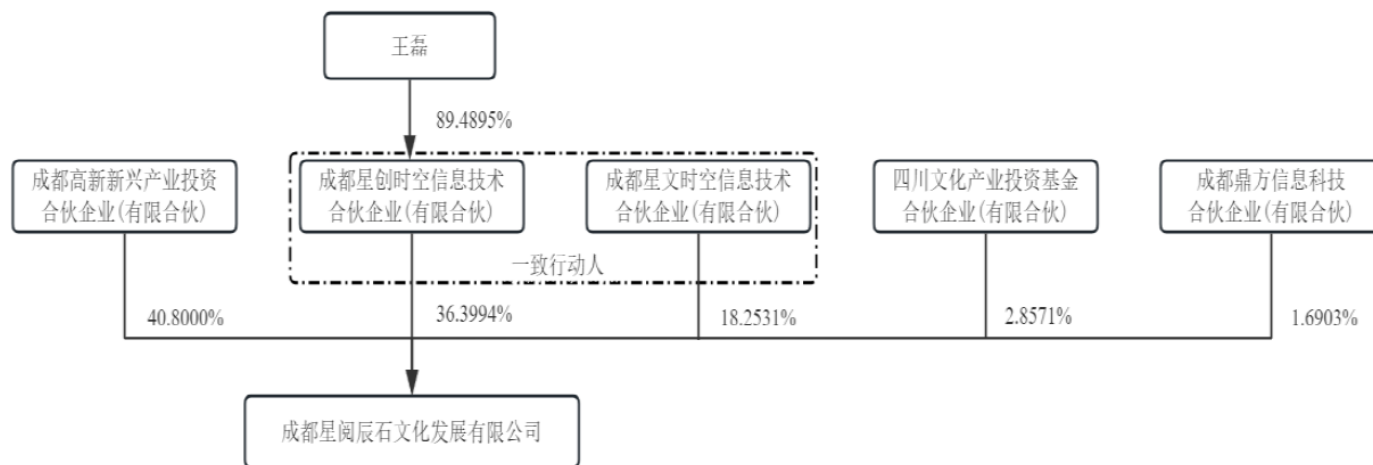 王磊
89.4895%
成都高新新兴产业投资
合伙企业(有限合伙)
成都星创时空信息技术
合伙企业(有限合伙)
成都星文时空信息技术
合伙企业(有限合伙)
四川文化产业投资基金
合伙企业(有限合伙)
成都鼎方信息科技
合伙企业(有限合伙)
一致行动人
40.8000%
36.3994%
18.2531%
2.8571%
1.6903%
成都星阅辰石文化发展有限公司